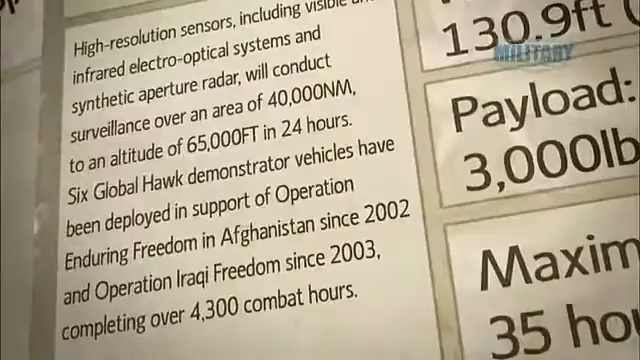 High-resolution sensors, including visible
infrared electro-optical systems and
synthetic aperture radar, will conduct
surveillance over an area of 40,000NM,
to an altitude of 65,000FT in 24 hours.
Six Global Hawk demonstrator vehicles have
been deployed in support of Operation
Enduring Freedom in Afghanistan since 2002
and Operation Iraqi Freedom since 2003,
completing over 4,300 combat hours.
130.9ft (
MILITARY
Payload:
3,000lb
Maxim
35 hou